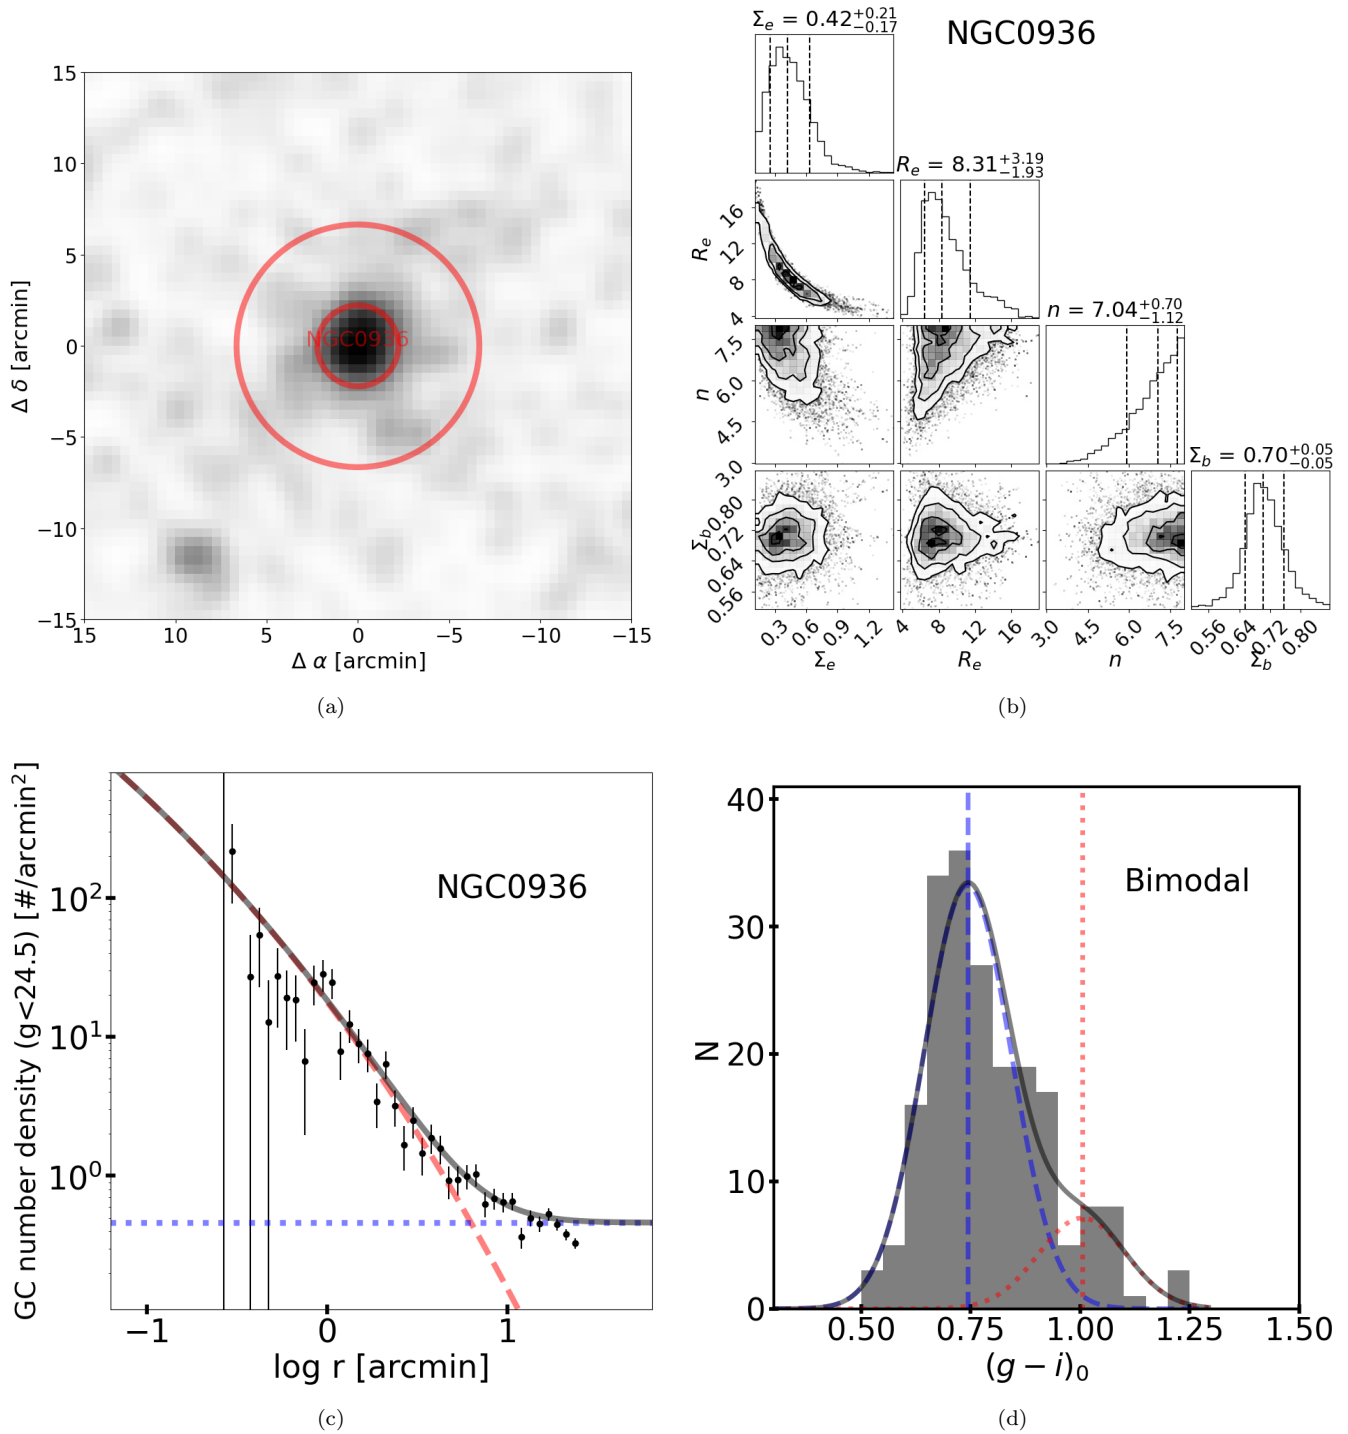 15
10
5
0
−5
−10
−15
15 10 5 0 −5 −10 −15
Δ δ [arcmin]
Δ α [arcmin]
NGC0936
(a)
NGC0936
Σe = 0.42+0.21−0.17
Re = 8.31+3.19−1.93
n = 7.04+0.70−1.12
Σb = 0.70+0.05−0.05
Re
16
12
8
4
n
7.5
6.0
4.5
3.0
Σb
0.80
0.72
0.64
0.56
0.3 0.6 0.9 1.2
4 8 12 16
3.0 4.5 6.0 7.5
0.56 0.64 0.72 0.80
Σe Re n Σb
(b)
GC number density (g<24.5) [#/arcmin²]
10²
10¹
10⁰
NGC0936
−1 0 1
log r [arcmin]
(c)
N
40
30
20
10
0
Bimodal
0.50 0.75 1.00 1.25 1.50
(g − i)₀
(d)